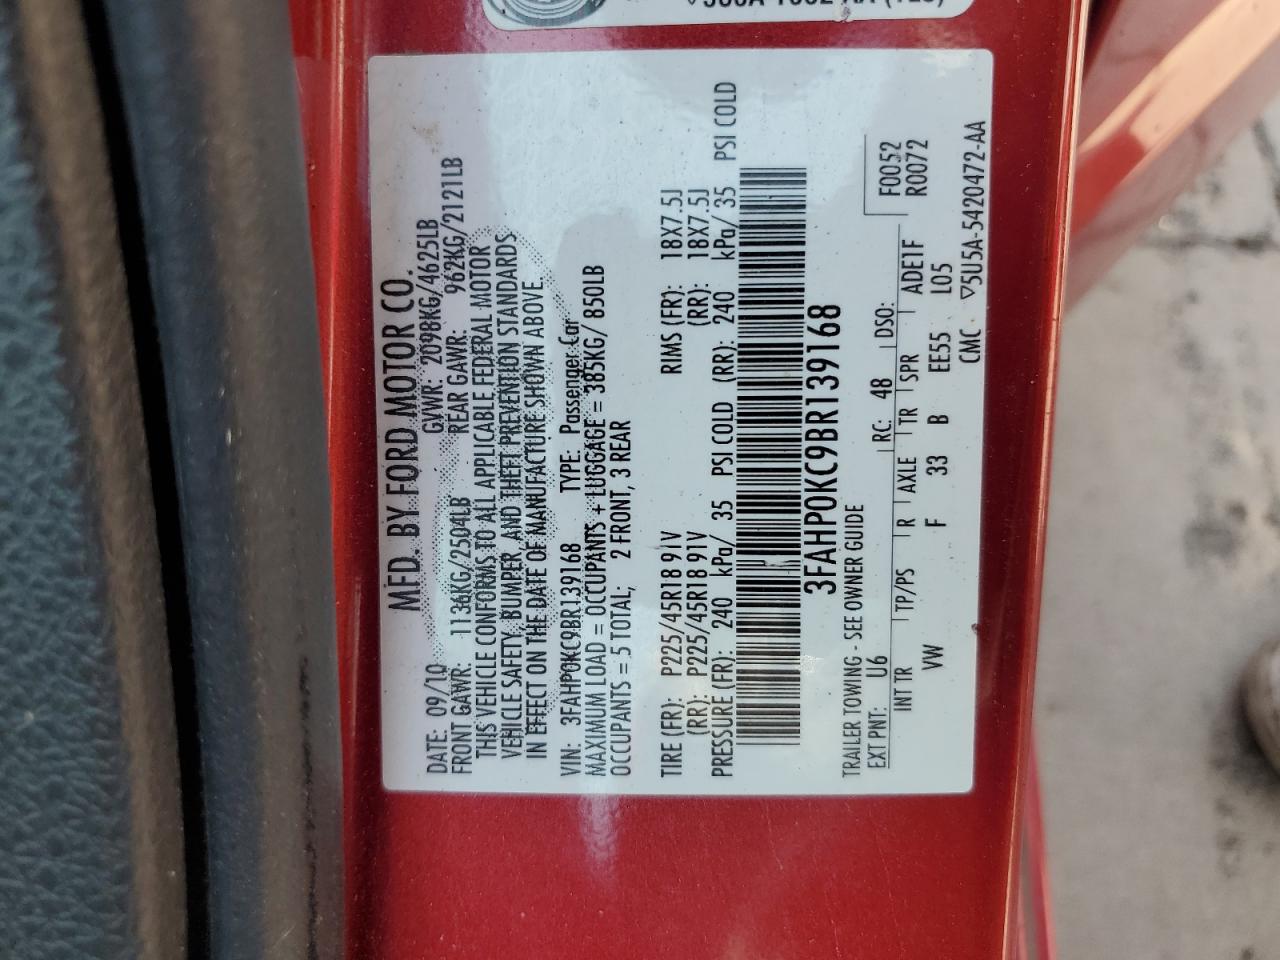 MFD. BY FORD MOTOR CO.
DATE: 09/10 GVWR: 2098KG/4625LB
FRONT GAWR: 1136KG/2504LB REAR GAWR: 962KG/2121LB
THIS VEHICLE CONFORMS TO ALL APPLICABLE FEDERAL MOTOR
VEHICLE SAFETY, BUMPER, AND THEFT PREVENTION STANDARDS
IN EFFECT ON THE DATE OF MANUFACTURE SHOWN ABOVE.
VIN: 3FAHP0KC9BR139168 TYPE: Passenger Car
MAXIMUM LOAD = OCCUPANTS + LUGGAGE = 385KG/ 850LB
OCCUPANTS = 5 TOTAL; 2 FRONT, 3 REAR
TIRE (FR): P225/45R18 91V RIMS (FR): 18X7.5J
(RR): P225/45R18 91V (RR): 18X7.5J
PRESSURE (FR): 240 kPa/ 35 PSI COLD (RR): 240 kPa/ 35 PSI COLD
3FAHP0KC9BR139168
TRAILER TOWING - SEE OWNER GUIDE F0052
EXT PNT: U6 RC: 48 DSO: R0072
INT TR TP/PS R AXLE TR SPR ADE1F
VW F 33 B EE55 L05
CMC ▽5U5A-5420472-AA